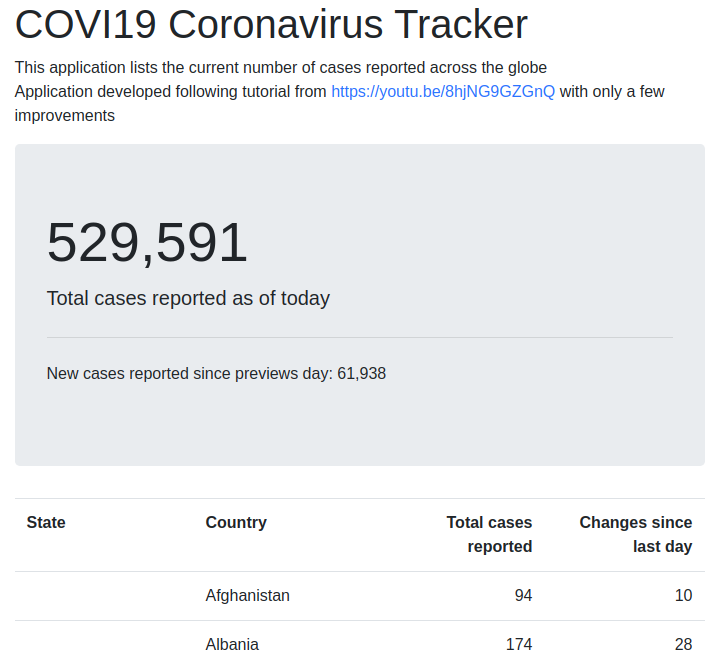 COVI19 Coronavirus Tracker
This application lists the current number of cases reported across the globe
Application developed following tutorial from https://youtu.be/8hjNG9GZGnQ with only a few
improvements
529,591
Total cases reported as of today
New cases reported since previews day: 61,938
State Country Total cases reported Changes since last day
Afghanistan 94 10
Albania 174 28